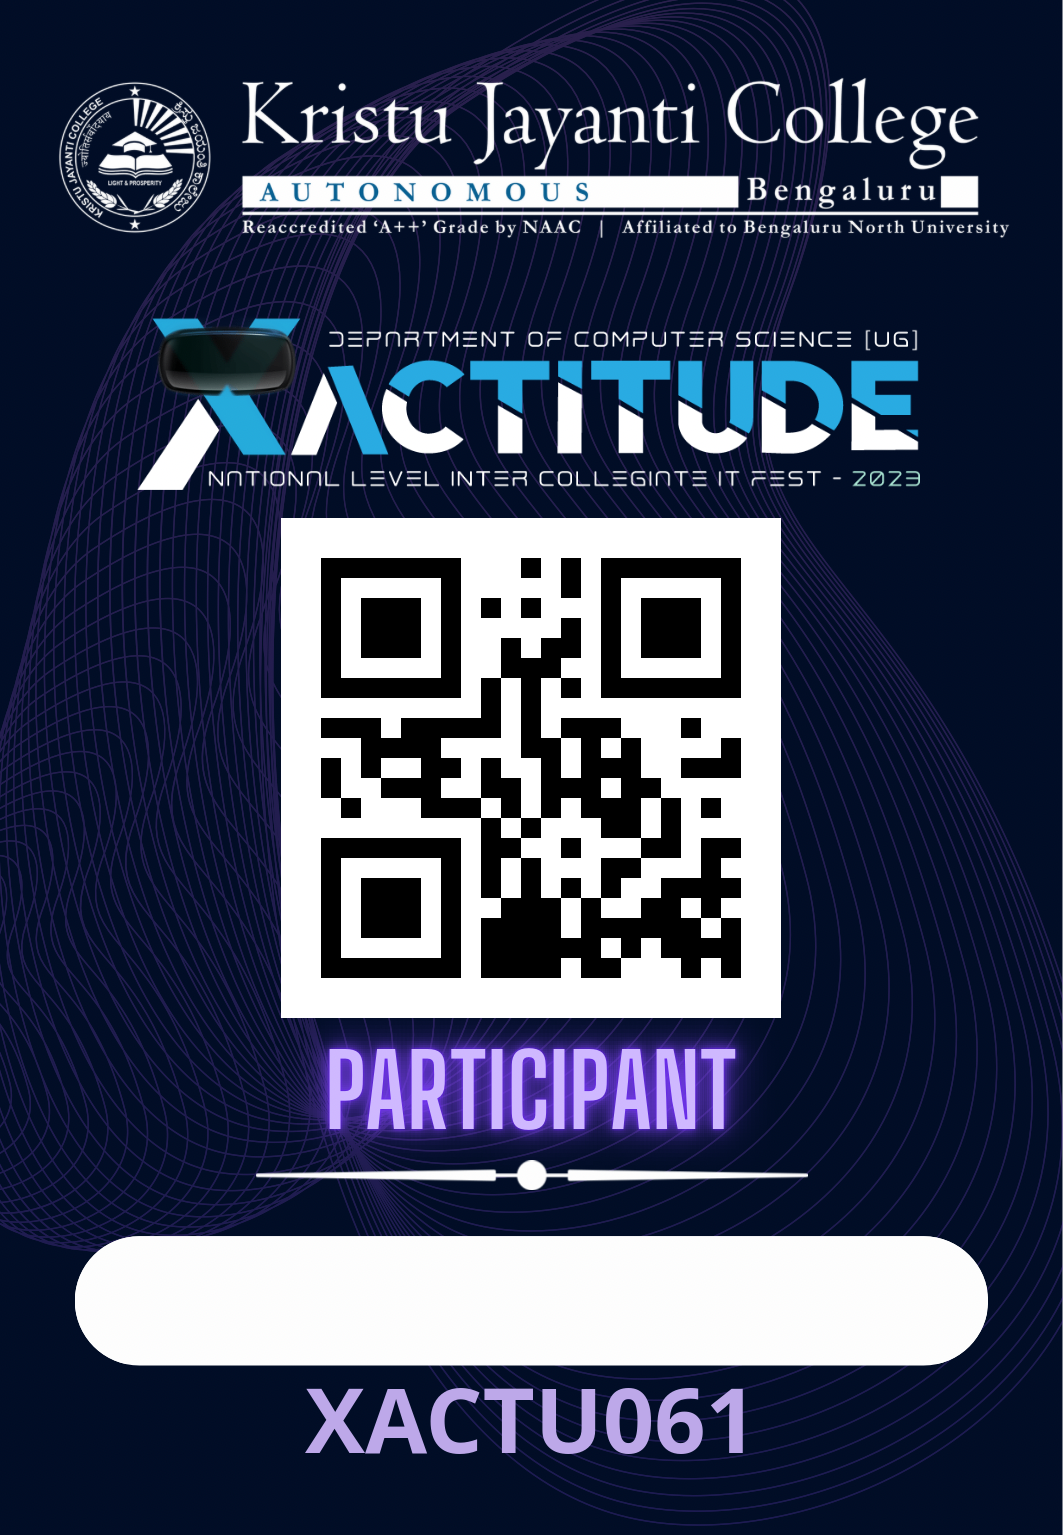 KRISTU JAYANTI COLLEGE
LIGHT & PROSPERITY
Kristu Jayanti College
AUTONOMOUS Bengaluru
Reaccredited ‘A++’ Grade by NAAC | Affiliated to Bengaluru North University
DEPARTMENT OF COMPUTER SCIENCE [UG]
XACTITUDE
NATIONAL LEVEL INTER COLLEGIATE IT FEST - 2023
PARTICIPANT
XACTU061